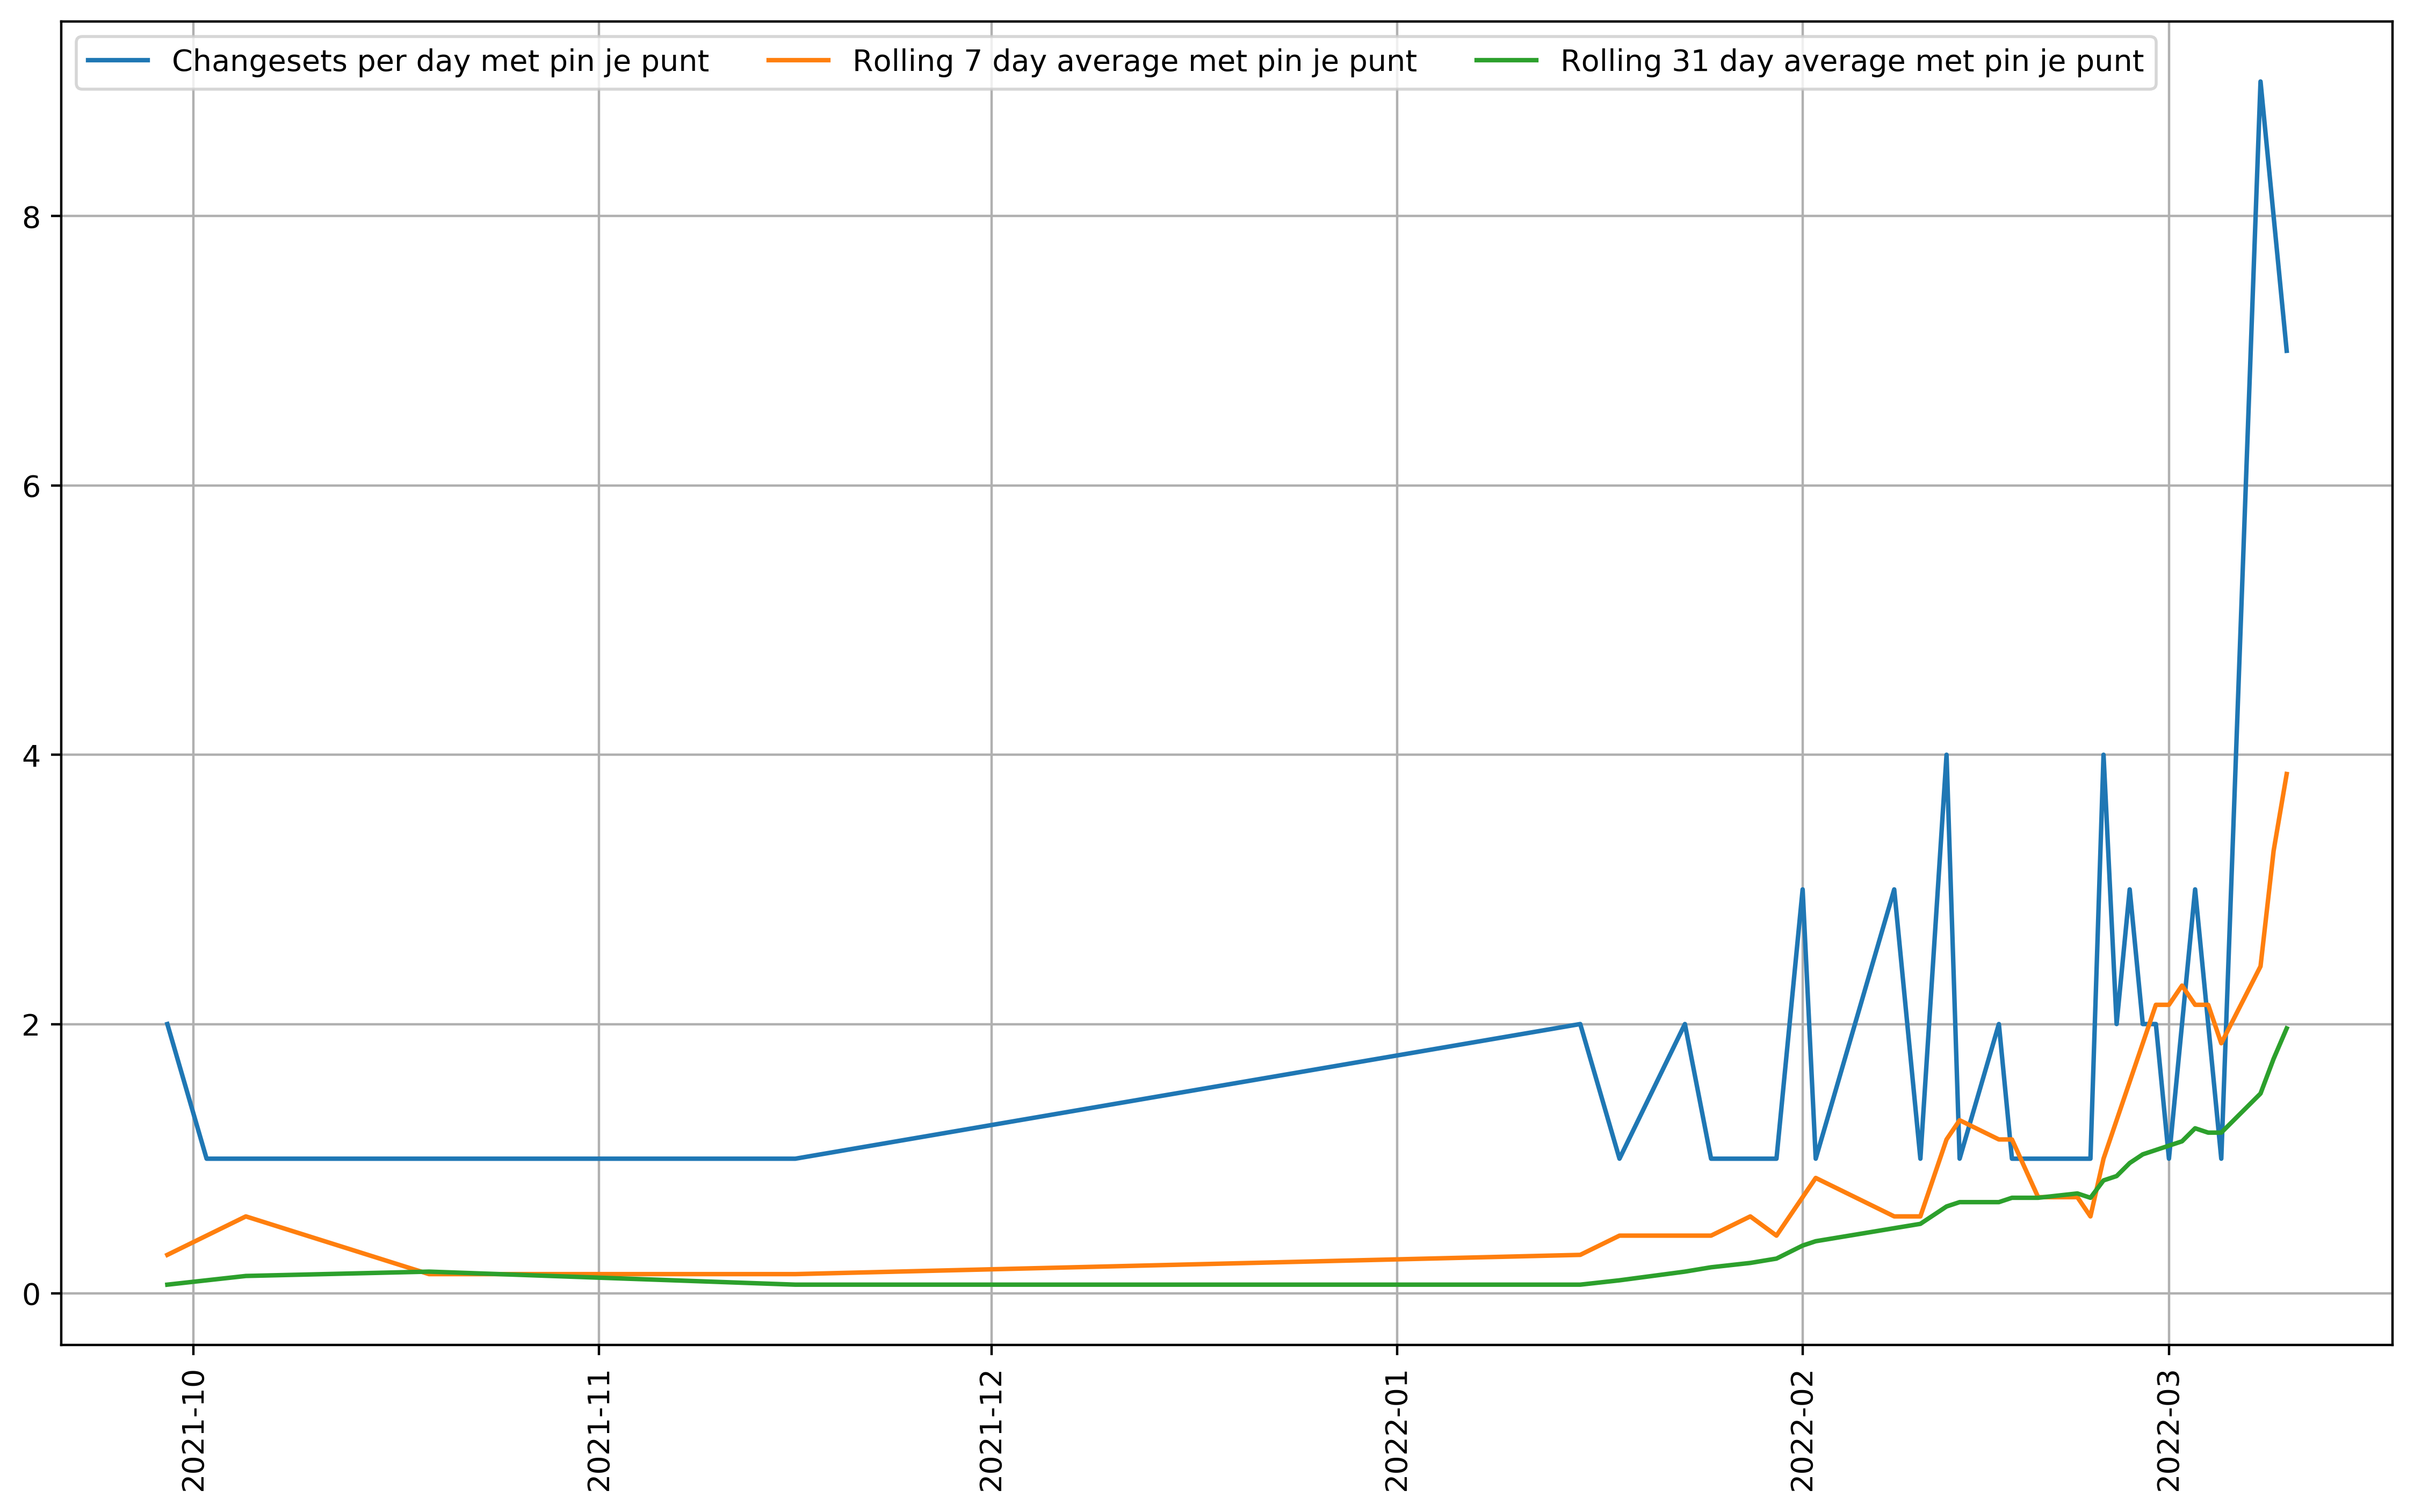 Changesets per day met pin je punt Rolling 7 day average met pin je punt Rolling 31 day average met pin je punt
8
6
4
2
0
2021-10 2021-11 2021-12 2022-01 2022-02 2022-03